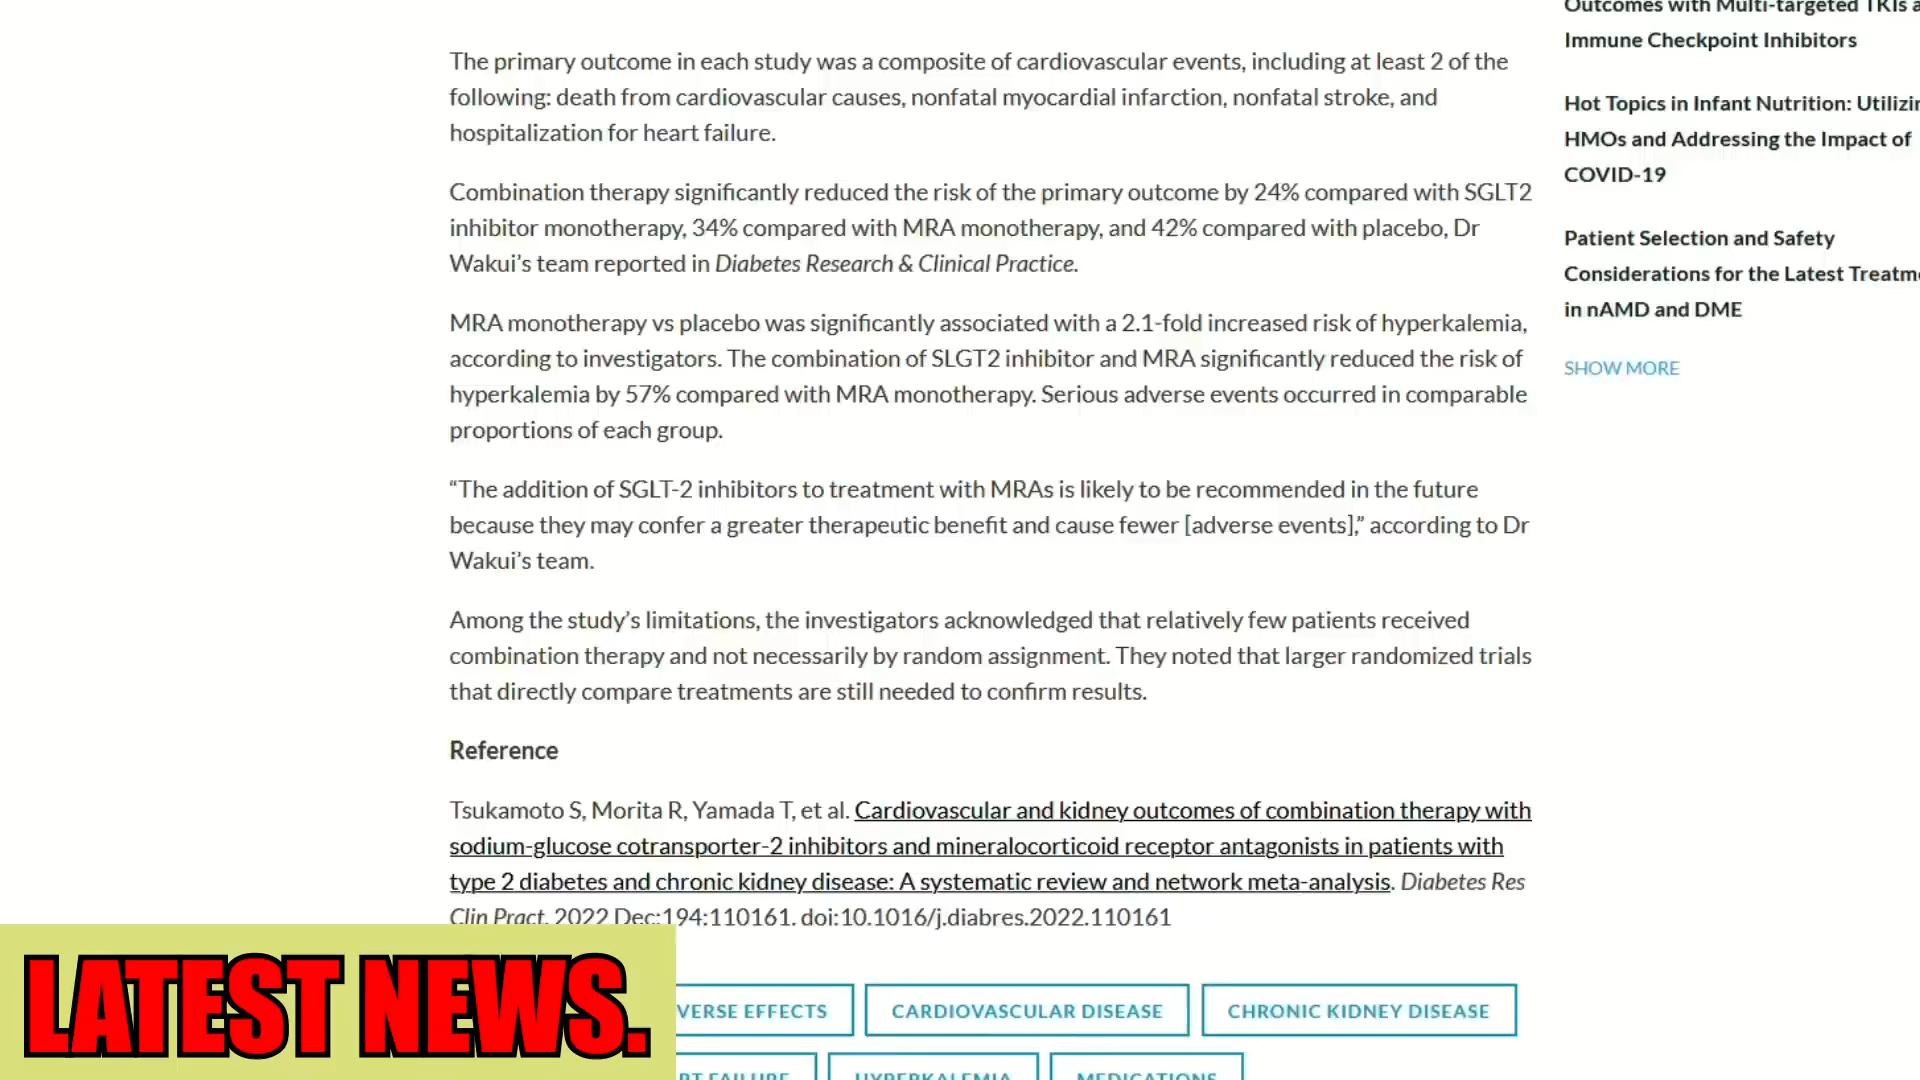 The primary outcome in each study was a composite of cardiovascular events, including at least 2 of the
following: death from cardiovascular causes, nonfatal myocardial infarction, nonfatal stroke, and
hospitalization for heart failure.
Combination therapy significantly reduced the risk of the primary outcome by 24% compared with SGLT2
inhibitor monotherapy, 34% compared with MRA monotherapy, and 42% compared with placebo, Dr
Wakui’s team reported in Diabetes Research & Clinical Practice.
MRA monotherapy vs placebo was significantly associated with a 2.1-fold increased risk of hyperkalemia,
according to investigators. The combination of SLGT2 inhibitor and MRA significantly reduced the risk of
hyperkalemia by 57% compared with MRA monotherapy. Serious adverse events occurred in comparable
proportions of each group.
“The addition of SGLT-2 inhibitors to treatment with MRAs is likely to be recommended in the future
because they may confer a greater therapeutic benefit and cause fewer [adverse events],” according to Dr
Wakui’s team.
Among the study’s limitations, the investigators acknowledged that relatively few patients received
combination therapy and not necessarily by random assignment. They noted that larger randomized trials
that directly compare treatments are still needed to confirm results.
Reference
Tsukamoto S, Morita R, Yamada T, et al. Cardiovascular and kidney outcomes of combination therapy with
sodium-glucose cotransporter-2 inhibitors and mineralocorticoid receptor antagonists in patients with
type 2 diabetes and chronic kidney disease: A systematic review and network meta-analysis. Diabetes Res
Clin Pract. 2022 Dec;194:110161. doi:10.1016/j.diabres.2022.110161
VERSE EFFECTS
CARDIOVASCULAR DISEASE
CHRONIC KIDNEY DISEASE
RT FAILURE
HYPERKALEMIA
MEDICATIONS
Outcomes with Multi-targeted TKIs a
Immune Checkpoint Inhibitors
Hot Topics in Infant Nutrition: Utilizin
HMOs and Addressing the Impact of
COVID-19
Patient Selection and Safety
Considerations for the Latest Treatme
in nAMD and DME
SHOW MORE
LATEST NEWS.